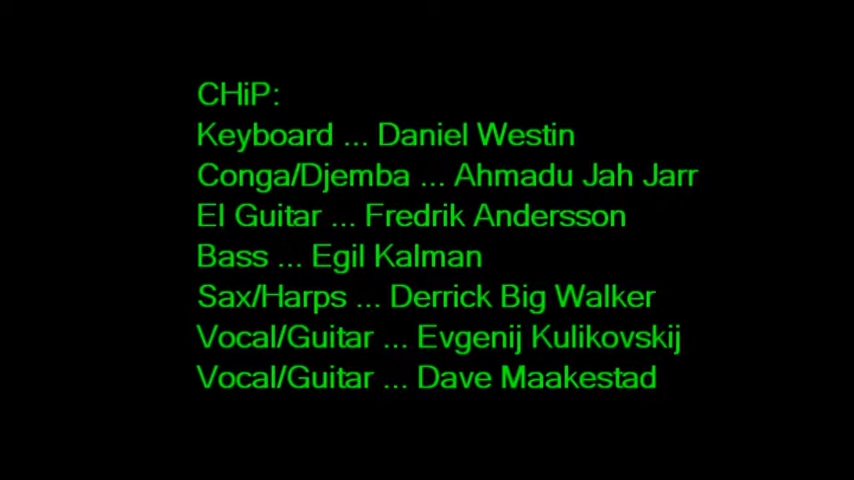 CHiP:
Keyboard ... Daniel Westin
Conga/Djemba ... Ahmadu Jah Jarr
El Guitar ... Fredrik Andersson
Bass ... Egil Kalman
Sax/Harps ... Derrick Big Walker
Vocal/Guitar ... Evgenij Kulikovskij
Vocal/Guitar ... Dave Maakestad